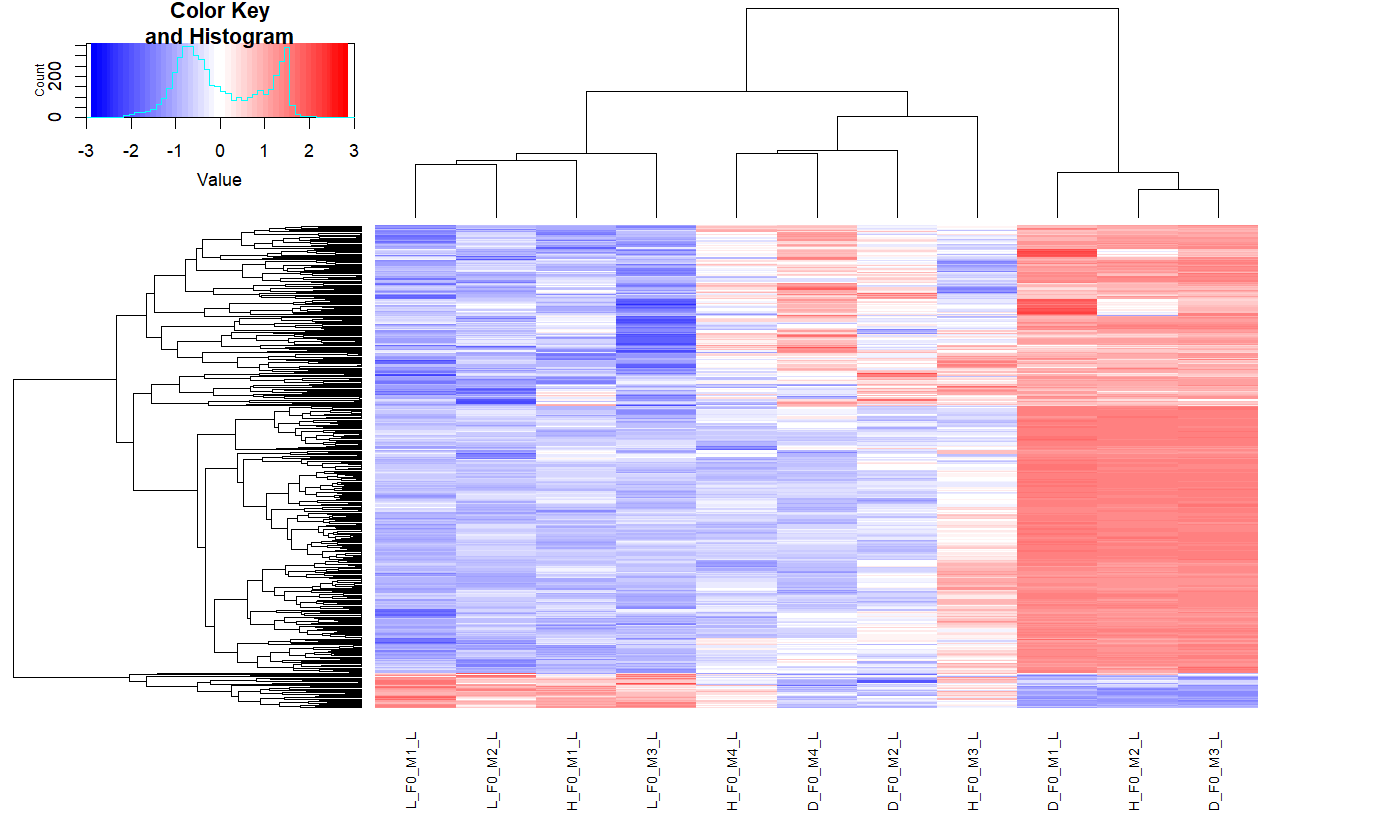 Color Key
and Histogram
Count
0 200
-3 -2 -1 0 1 2 3
Value
L_F0_M1_L
L_F0_M2_L
H_F0_M1_L
L_F0_M3_L
H_F0_M4_L
D_F0_M4_L
D_F0_M2_L
H_F0_M3_L
D_F0_M1_L
H_F0_M2_L
D_F0_M3_L